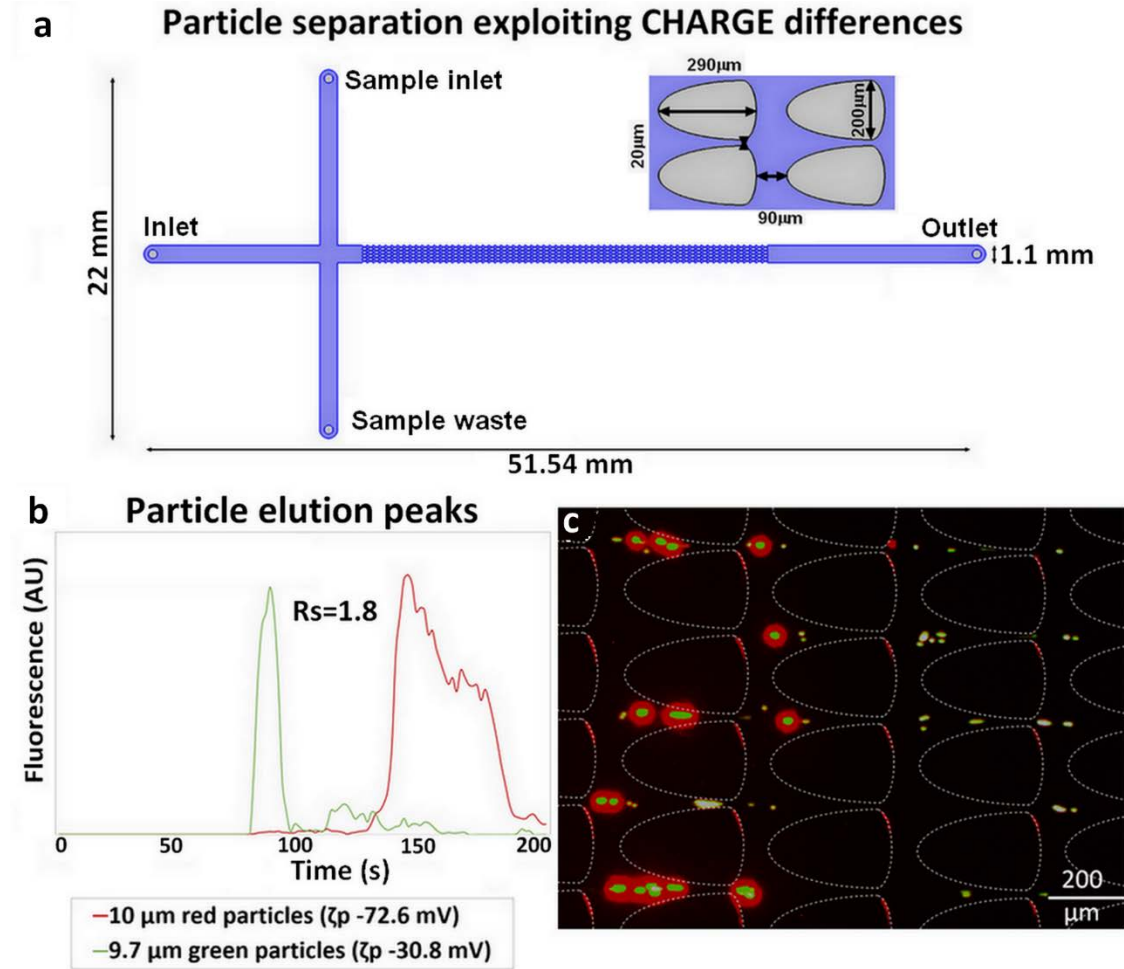 a
Particle separation exploiting CHARGE differences
Sample inlet
290µm
200µm
20µm
90µm
Inlet
Outlet
1.1 mm
22 mm
Sample waste
51.54 mm
b
Particle elution peaks
Fluorescence (AU)
Rs=1.8
0 50 100 150 200
Time (s)
10 µm red particles (ζp -72.6 mV)
9.7 µm green particles (ζp -30.8 mV)
c
200
µm